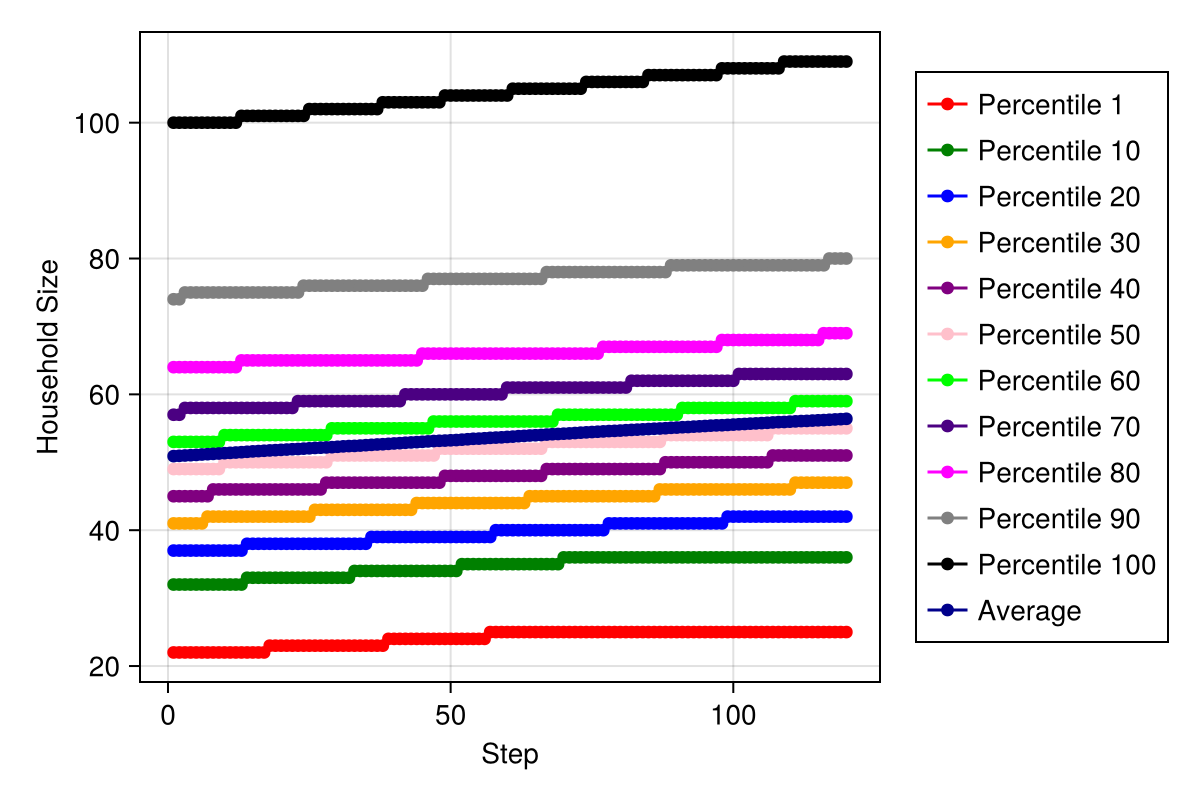 100
80
60
40
20
Household Size
0
50
100
Step
Percentile 1
Percentile 10
Percentile 20
Percentile 30
Percentile 40
Percentile 50
Percentile 60
Percentile 70
Percentile 80
Percentile 90
Percentile 100
Average